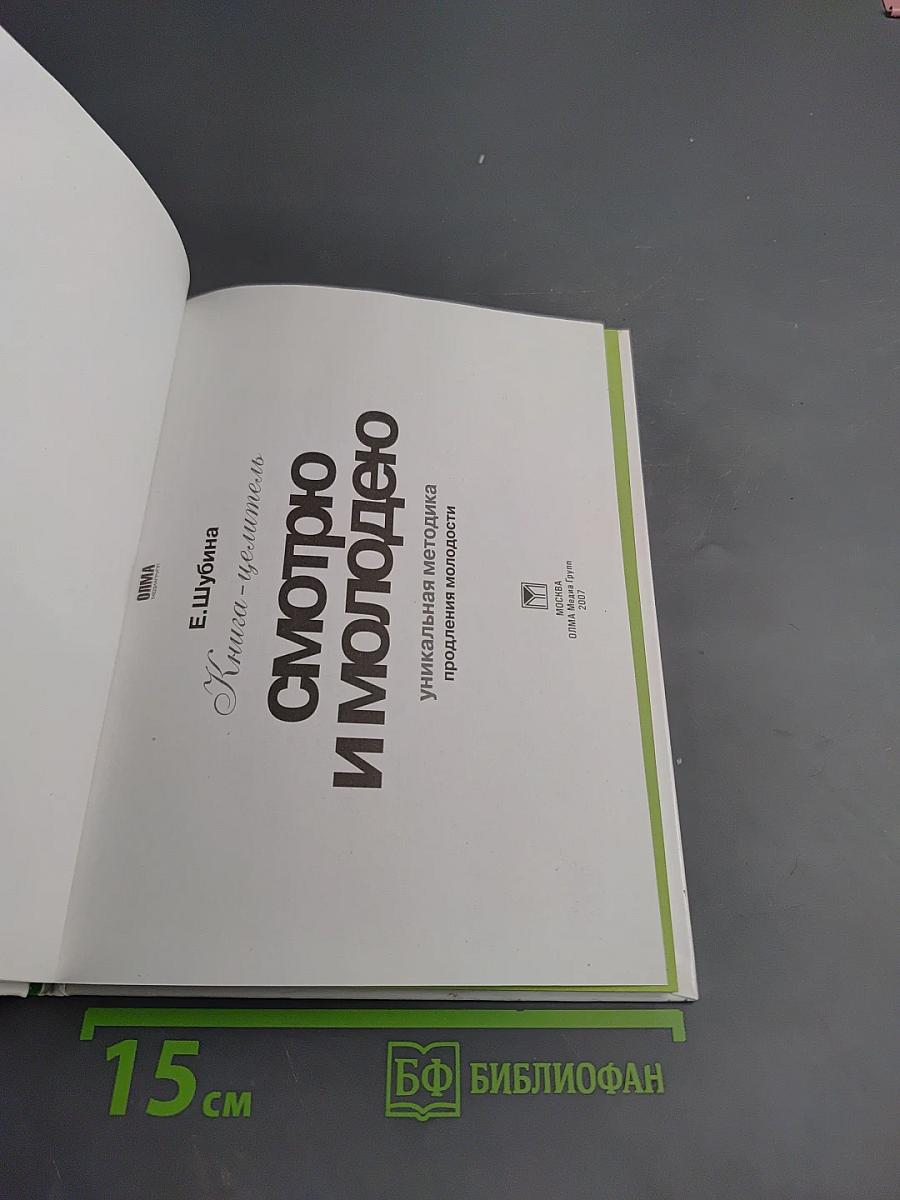 ОЛМА
МЕДИАГРУПП
Е. Шубина
Книга-целитель
СМОТРЮ
И МОЛОДЕЮ
уникальная методика
продления молодости
МОСКВА
ОЛМА Медиа Групп
2007
15 см
БФ БИБЛИОФАН